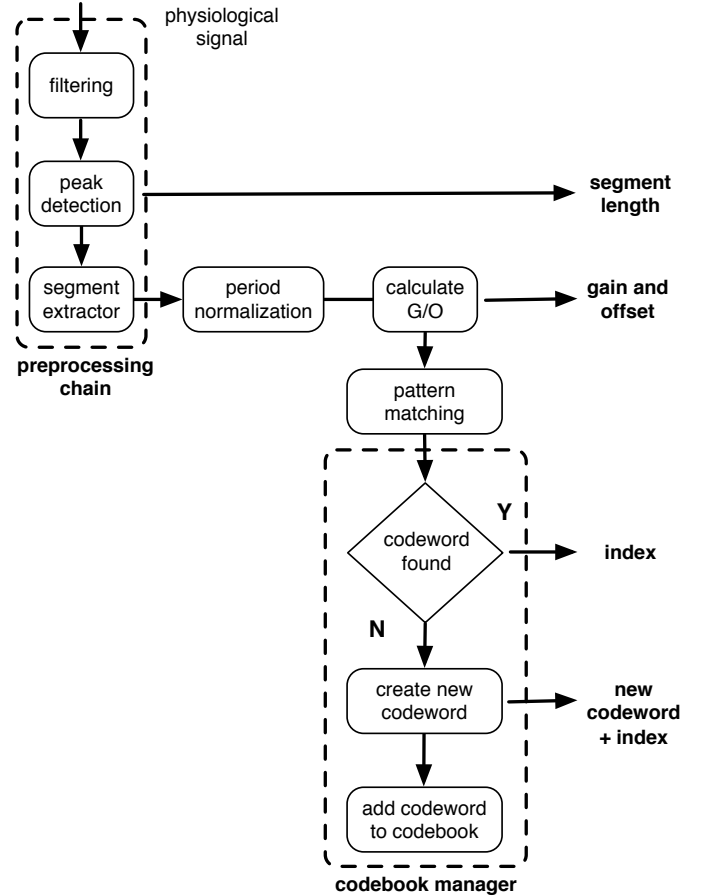 physiological
signal
filtering
peak
detection
segment
length
segment
extractor
period
normalization
calculate
G/O
gain and
offset
preprocessing
chain
pattern
matching
Y
codeword
found
index
N
create new
codeword
new
codeword
+ index
add codeword
to codebook
codebook manager